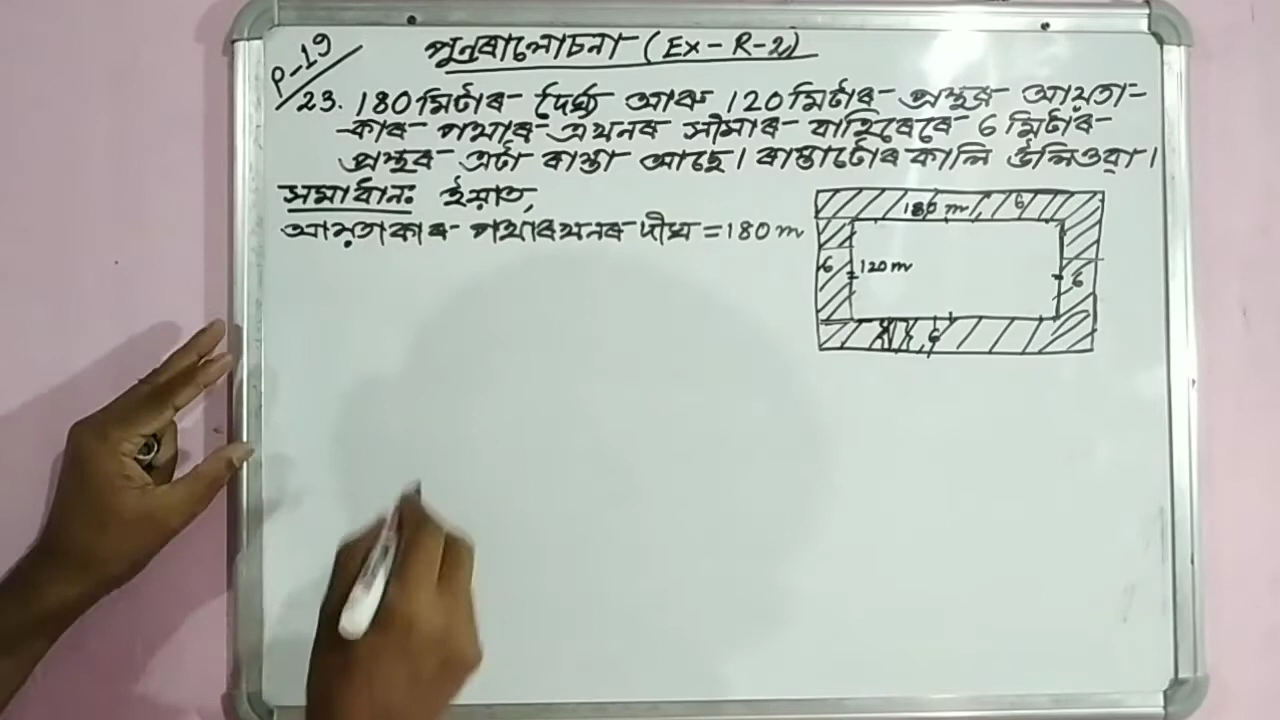 P-19
পুনৰালোচনা (Ex-R-2)
23. 180 মিটাৰ দৈৰ্ঘ্য আৰু 120 মিটাৰ প্ৰস্থৰ আয়তা-
কাৰ পথাৰ এখনৰ সীমাৰ বাহিৰেৰে 6 মিটাৰ
প্ৰস্থৰ এটা ৰাস্তা আছে। ৰাস্তাটোৰ কালি উলিওৱা।
সমাধানঃ ইয়াত,
আয়তাকাৰ পথাৰখনৰ দীঘ = 180 m
180 m
6
6
120 m
6
6